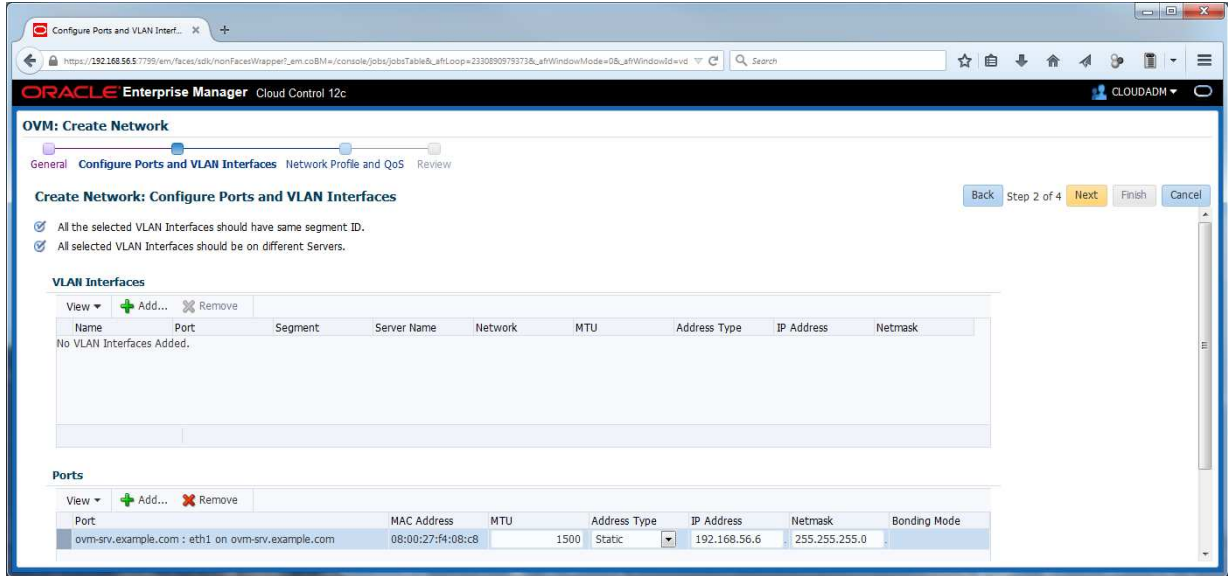 Configure Ports and VLAN Interf...
https://192.168.56.5:7799/em/faces/sdk/nonFacesWrapper?_em.coBM=/console/jobs/jobsTable&_afrLoop=2330890979373&_afrWindowMode=0&_afrWindowId=vd
Search
ORACLE Enterprise Manager Cloud Control 12c
CLOUDADM
OVM: Create Network
General Configure Ports and VLAN Interfaces Network Profile and QoS Review
Create Network: Configure Ports and VLAN Interfaces
Back Step 2 of 4 Next Finish Cancel
All the selected VLAN Interfaces should have same segment ID.
All selected VLAN Interfaces should be on different Servers.
VLAN Interfaces
View Add... Remove
Name Port Segment Server Name Network MTU Address Type IP Address Netmask
No VLAN Interfaces Added.
Ports
View Add... Remove
Port MAC Address MTU Address Type IP Address Netmask Bonding Mode
ovm-srv.example.com : eth1 on ovm-srv.example.com 08:00:27:f4:08:c8 1500 Static 192.168.56.6 . 255.255.255.0 .